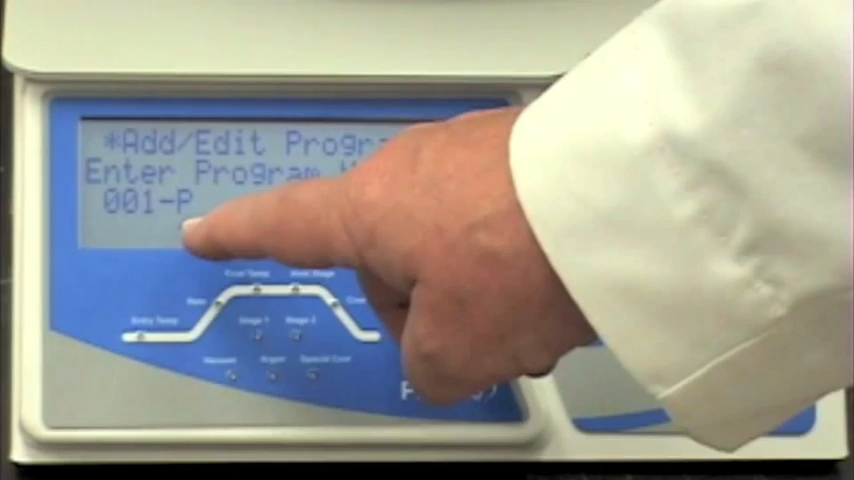 *Add/Edit Progr
Enter Program
001-P
Final Temp
Hold Stage
Rate
Entry Temp
Stage 1 Stage 2
Vacuum Argon Special Cool
P